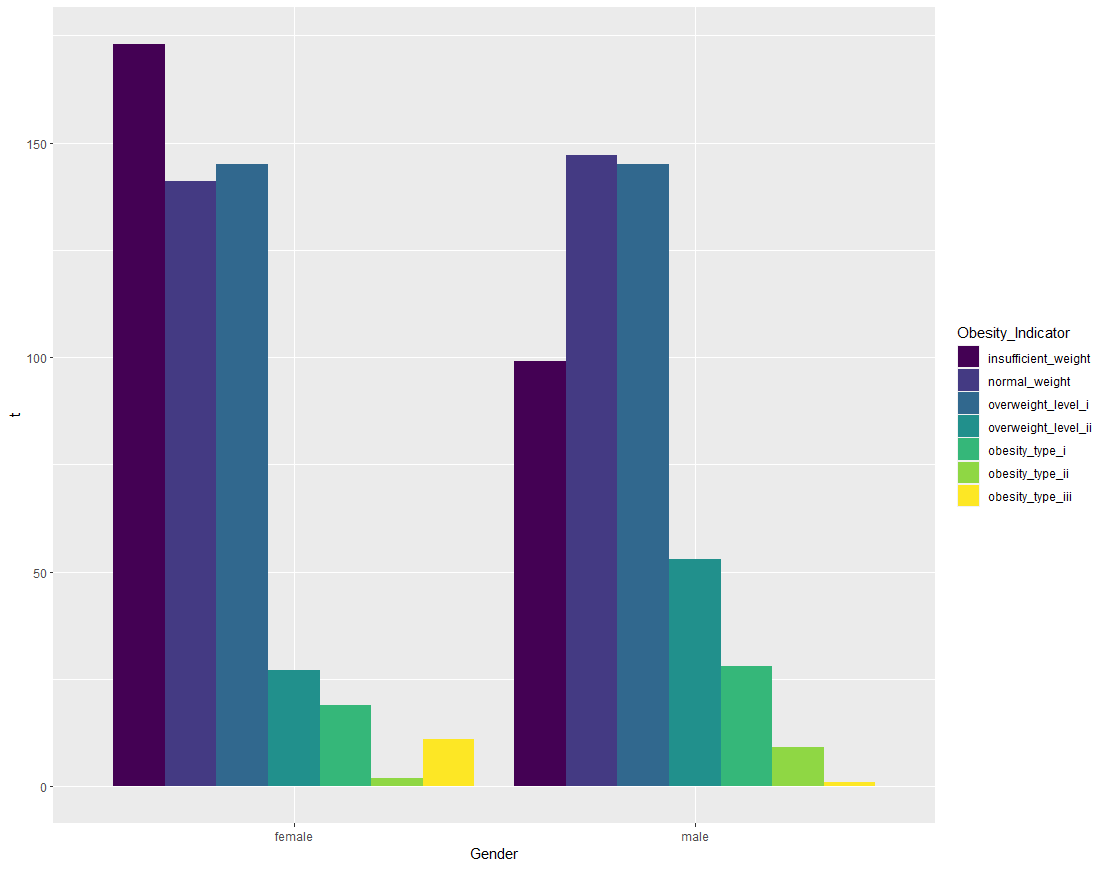 150
100
50
0
t
female
male
Gender
Obesity_Indicator
insufficient_weight
normal_weight
overweight_level_i
overweight_level_ii
obesity_type_i
obesity_type_ii
obesity_type_iii